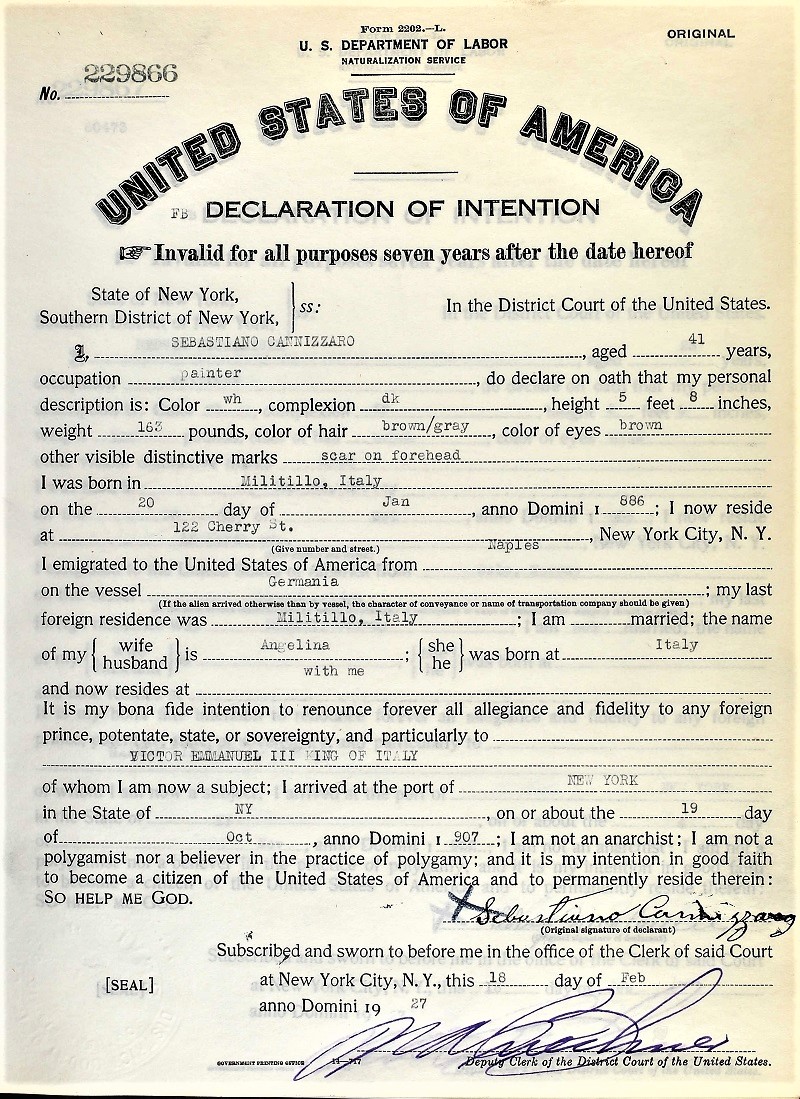 Form 2202.—L.
ORIGINAL
U. S. DEPARTMENT OF LABOR
NATURALIZATION SERVICE
No. 229866
UNITED STATES OF AMERICA
FB DECLARATION OF INTENTION
☞ Invalid for all purposes seven years after the date hereof
State of New York,
Southern District of New York, ss: In the District Court of the United States.
I, SEBASTIANO CANNIZZARO, aged 41 years,
occupation painter, do declare on oath that my personal
description is: Color wh, complexion dk, height 5 feet 8 inches,
weight 163 pounds, color of hair brown/gray, color of eyes brown
other visible distinctive marks scar on forehead
I was born in Militillo, Italy
on the 20 day of Jan, anno Domini 1 886; I now reside
at 122 Cherry St., New York City, N. Y.
(Give number and street.)
I emigrated to the United States of America from Naples
on the vessel Germania; my last
(If the alien arrived otherwise than by vessel, the character of conveyance or name of transportation company should be given)
foreign residence was Militillo, Italy; I am married; the name
of my { wife husband } is Angelina; { she he } was born at Italy
and now resides at with me
It is my bona fide intention to renounce forever all allegiance and fidelity to any foreign
prince, potentate, state, or sovereignty, and particularly to
VICTOR EMMANUEL III KING OF ITALY
of whom I am now a subject; I arrived at the port of NEW YORK
in the State of NY, on or about the 19 day
of Oct, anno Domini 1 907; I am not an anarchist; I am not a
polygamist nor a believer in the practice of polygamy; and it is my intention in good faith
to become a citizen of the United States of America and to permanently reside therein:
SO HELP ME GOD.
X Sebastiano Cannizzaro
(Original signature of declarant)
Subscribed and sworn to before me in the office of the Clerk of said Court
[SEAL] at New York City, N. Y., this 18 day of Feb
anno Domini 19 27
GOVERNMENT PRINTING OFFICE
Deputy Clerk of the District Court of the United States.